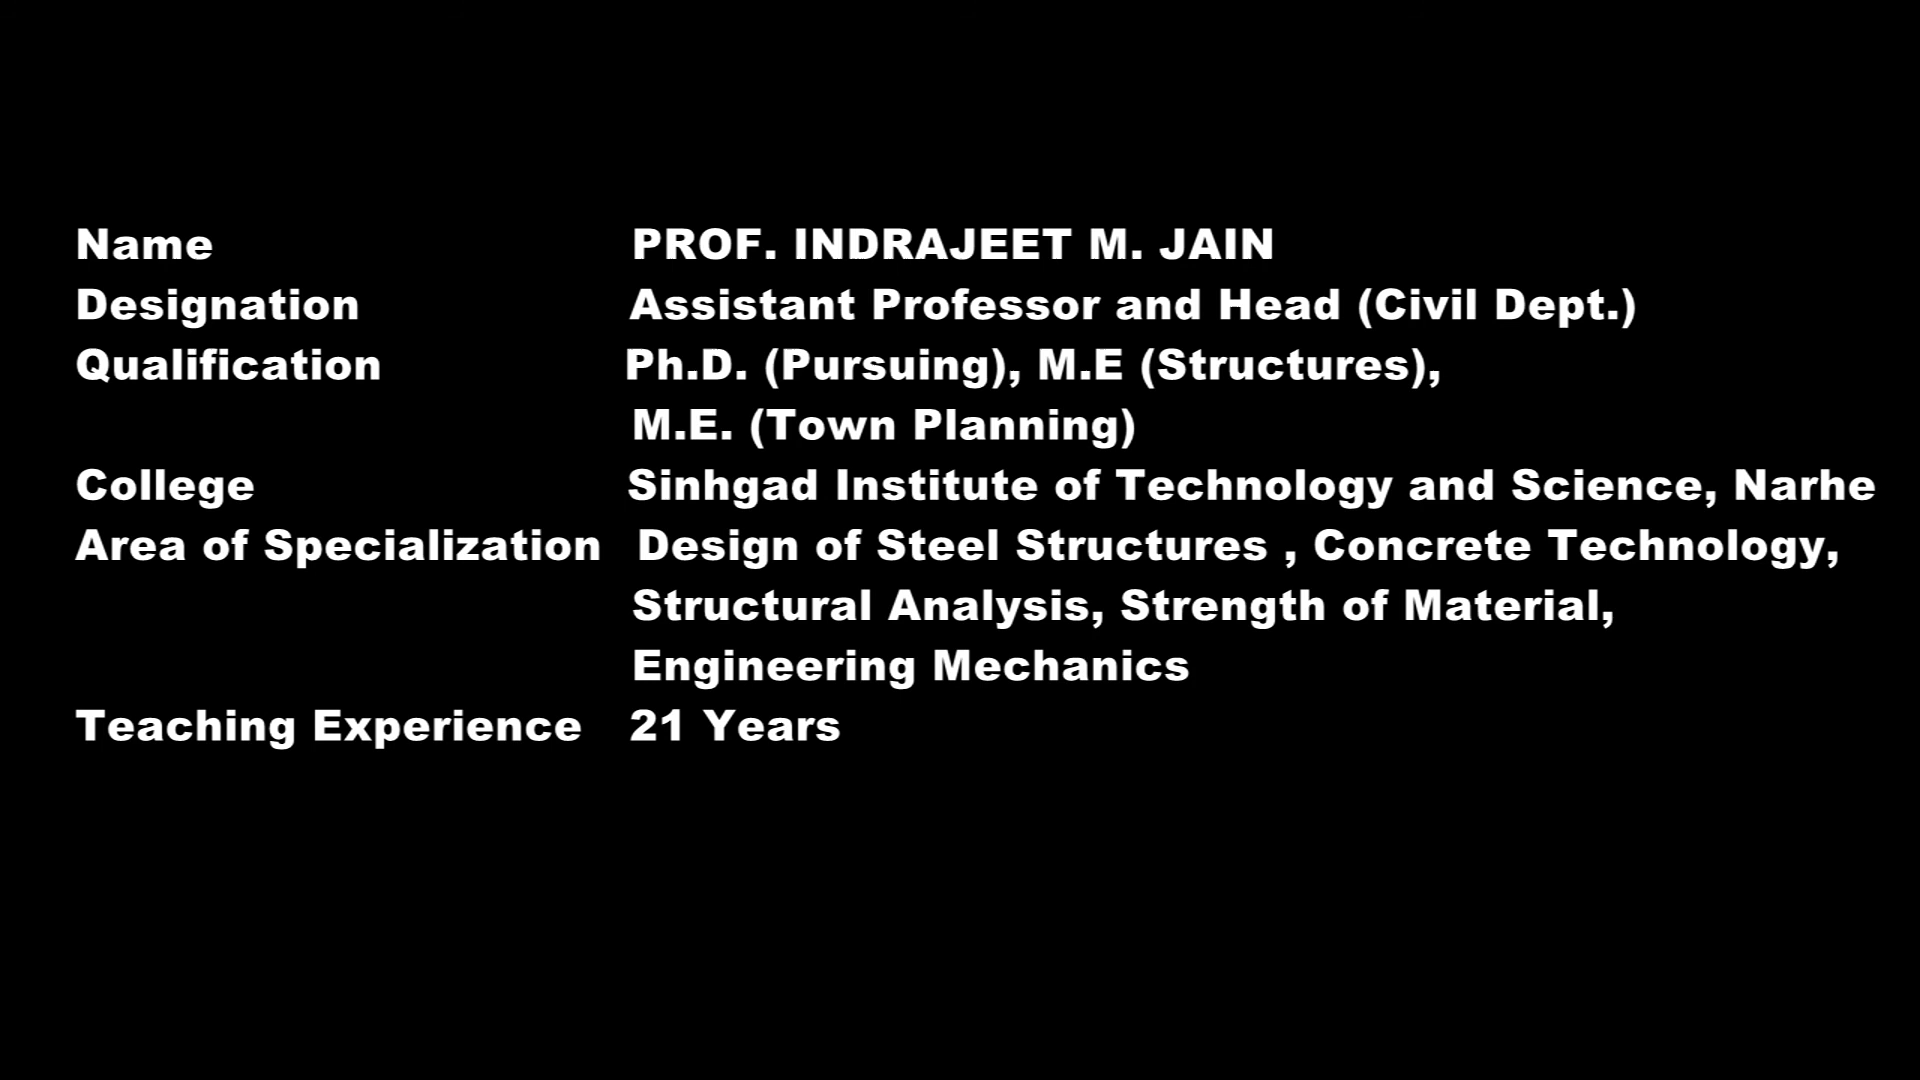 Name PROF. INDRAJEET M. JAIN
Designation Assistant Professor and Head (Civil Dept.)
Qualification Ph.D. (Pursuing), M.E (Structures),
M.E. (Town Planning)
College Sinhgad Institute of Technology and Science, Narhe
Area of Specialization Design of Steel Structures , Concrete Technology,
Structural Analysis, Strength of Material,
Engineering Mechanics
Teaching Experience 21 Years